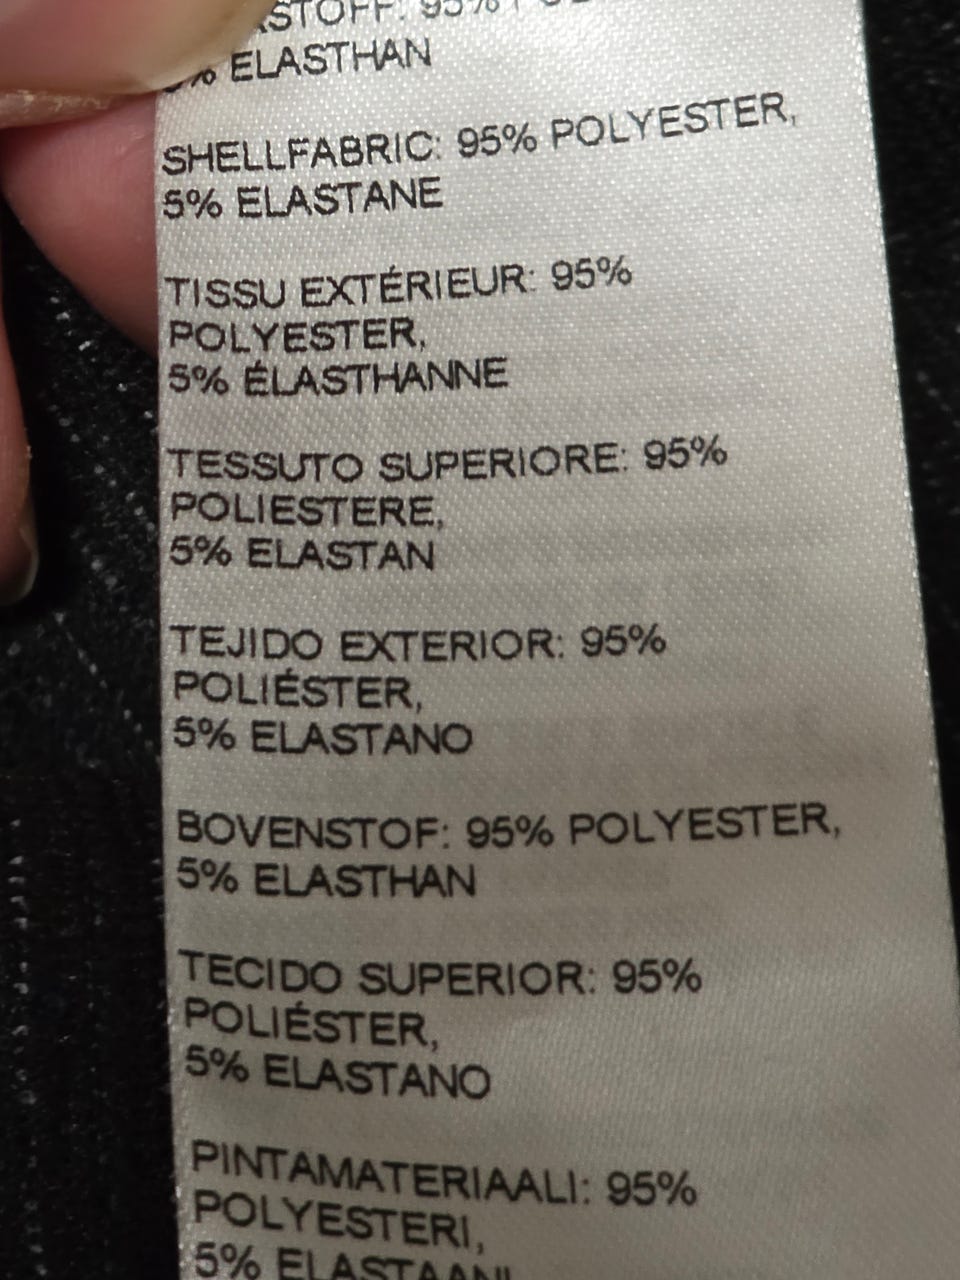 ELASTHAN
SHELLFABRIC: 95% POLYESTER,
5% ELASTANE
TISSU EXTÉRIEUR: 95%
POLYESTER,
5% ÉLASTHANNE
TESSUTO SUPERIORE: 95%
POLIESTERE,
5% ELASTAN
TEJIDO EXTERIOR: 95%
POLIÉSTER,
5% ELASTANO
BOVENSTOF: 95% POLYESTER,
5% ELASTHAN
TECIDO SUPERIOR: 95%
POLIÉSTER,
5% ELASTANO
PINTAMATERIAALI: 95%
POLYESTERI,
5% ELASTAANI